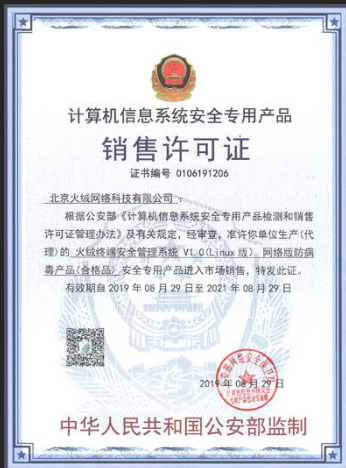 计算机信息系统安全专用产品
销售许可证
证书编号 0106191206
北京火绒网络科技有限公司：
根据公安部《计算机信息系统安全专用产品检测和销售
许可证管理办法》及有关规定，经审查，准许你单位生产（代
理）的 火绒终端安全管理系统 V1.0(Linux 版)，网络版防病
毒产品(合格品) 安全专用产品进入市场销售，特发此证。
有效期自 2019 年 08 月 29 日至 2021 年 08 月 29 日
2019 年 08 月 29 日
中华人民共和国公安部监制